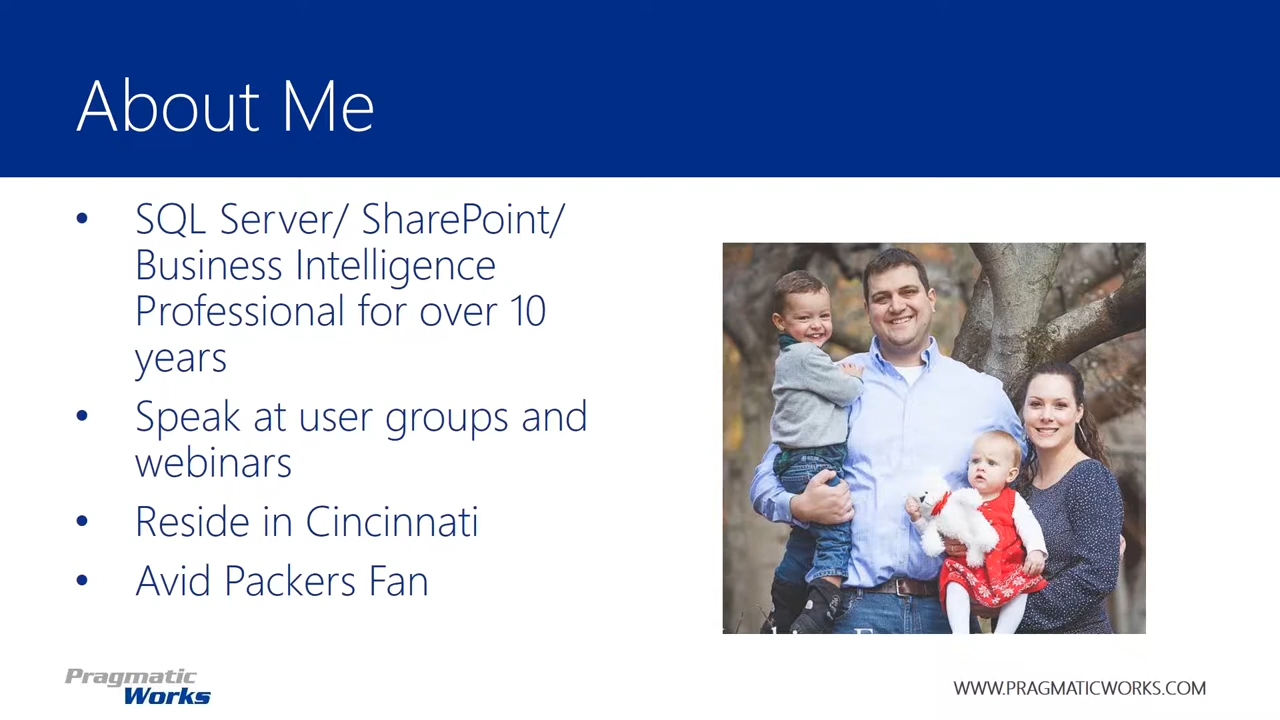 About Me
• SQL Server/ SharePoint/
Business Intelligence
Professional for over 10
years
• Speak at user groups and
webinars
• Reside in Cincinnati
• Avid Packers Fan
Pragmatic
Works
WWW.PRAGMATICWORKS.COM